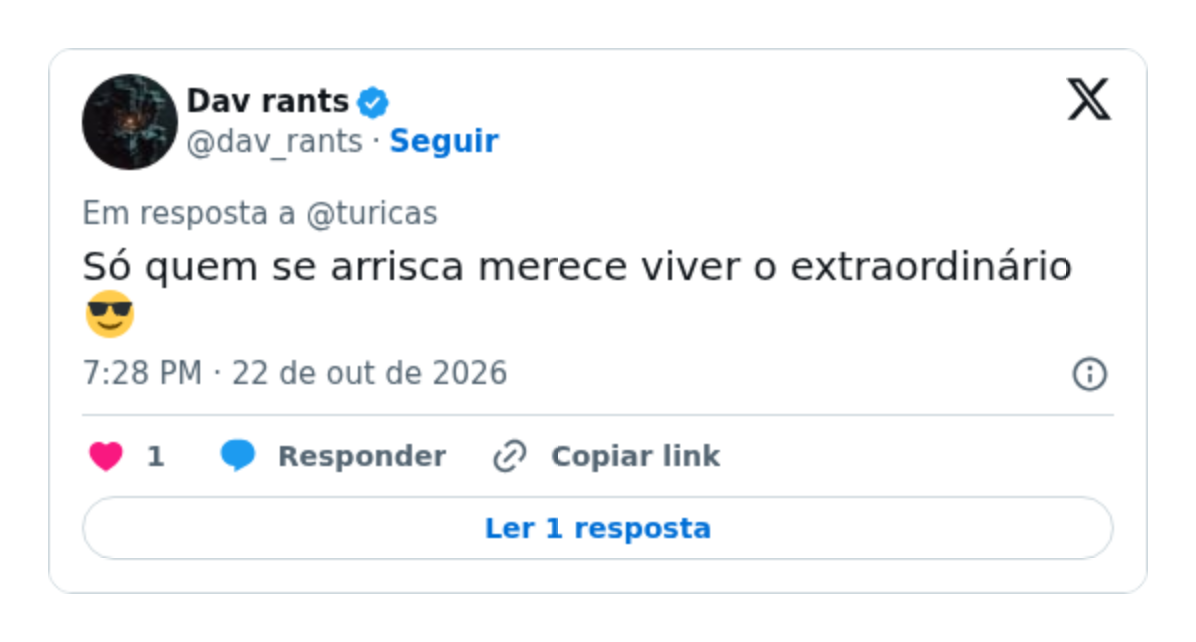 Dav rants
@dav_rants · Seguir
Em resposta a @turicas
Só quem se arrisca merece viver o extraordinário
😎
7:28 PM · 22 de out de 2026
1 Responder Copiar link
Ler 1 resposta